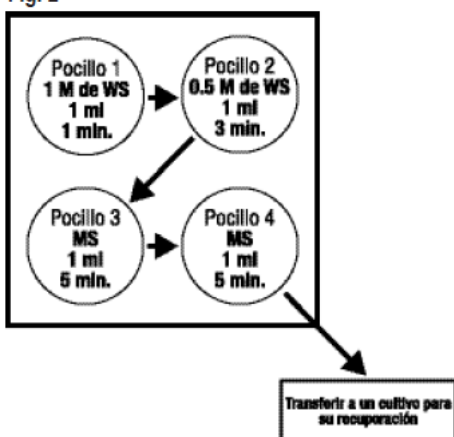 Fig. 2
Pocillo 1
1 M de WS
1 ml
1 min.
Pocillo 2
0.5 M de WS
1 ml
3 min.
Pocillo 3
MS
1 ml
5 min.
Pocillo 4
MS
1 ml
5 min.
Transferir a un cultivo para
su recuporación